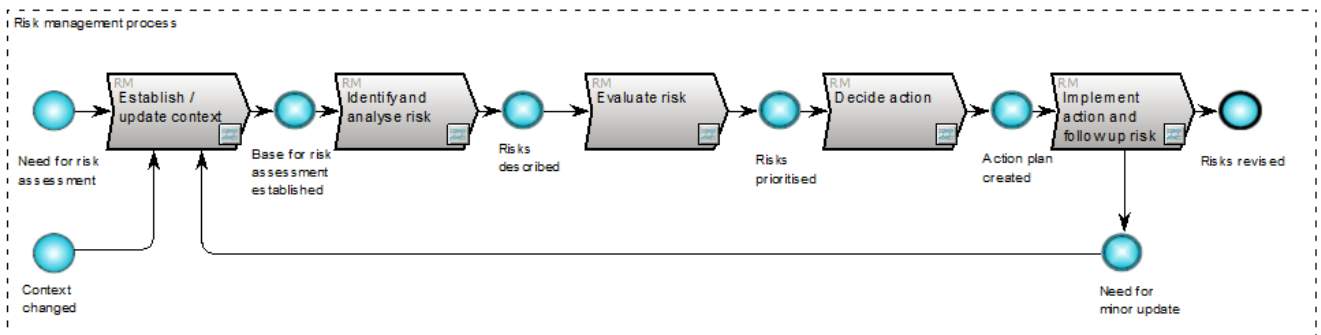 Risk management process
RM
Establish /
update context
RM
Identify and
analyse risk
RM
Evaluate risk
RM
Decide action
RM
Implement
action and
follow up risk
Need for risk
assessment
Base for risk
assessment
established
Risks
described
Risks
prioritised
Action plan
created
Risks revised
Context
changed
Need for
minor update